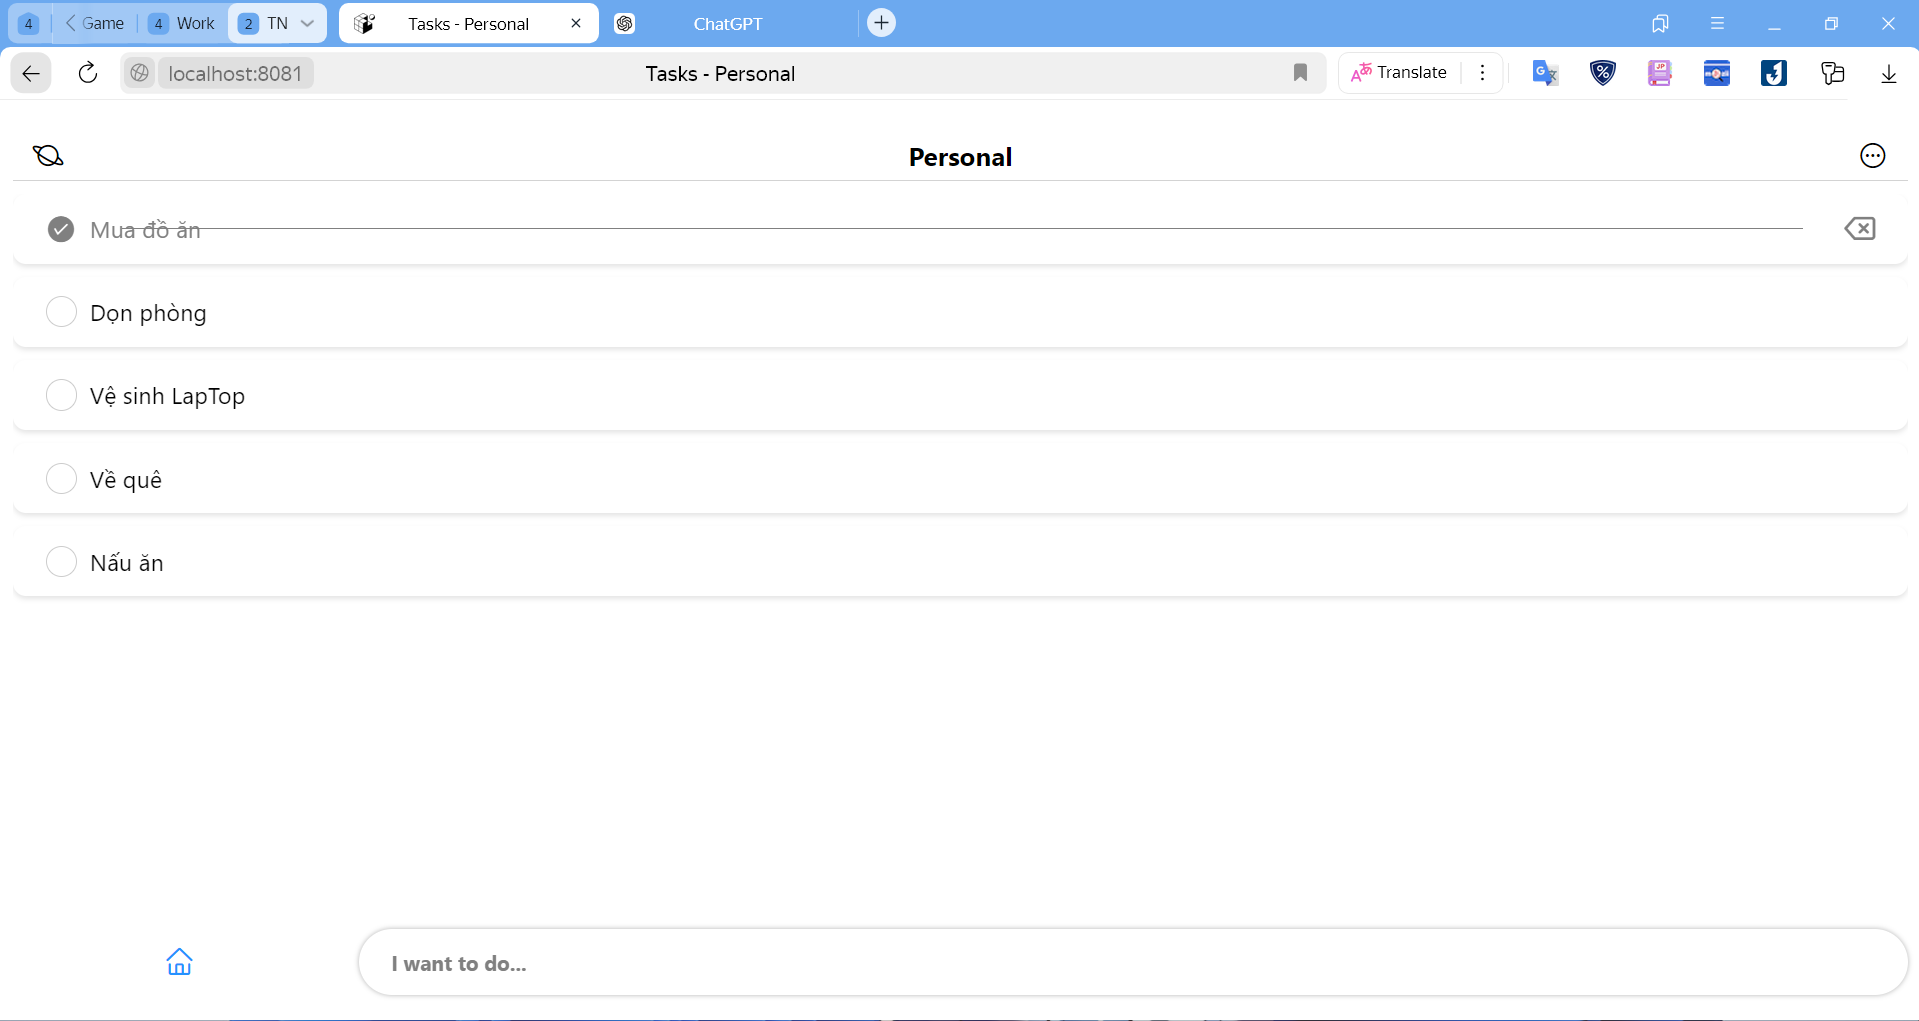 4 Game 4 Work 2 TN Tasks - Personal ChatGPT
localhost:8081 Tasks - Personal Translate
Personal
Mua đồ ăn
Dọn phòng
Vệ sinh LapTop
Về quê
Nấu ăn
I want to do...